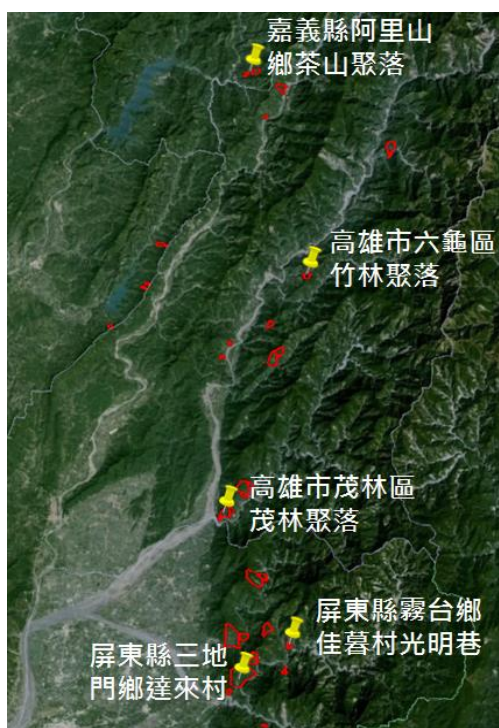 嘉義縣阿里山
鄉茶山聚落
高雄市六龜區
竹林聚落
高雄市茂林區
茂林聚落
屏東縣霧台鄉
佳暮村光明巷
屏東縣三地
門鄉達來村